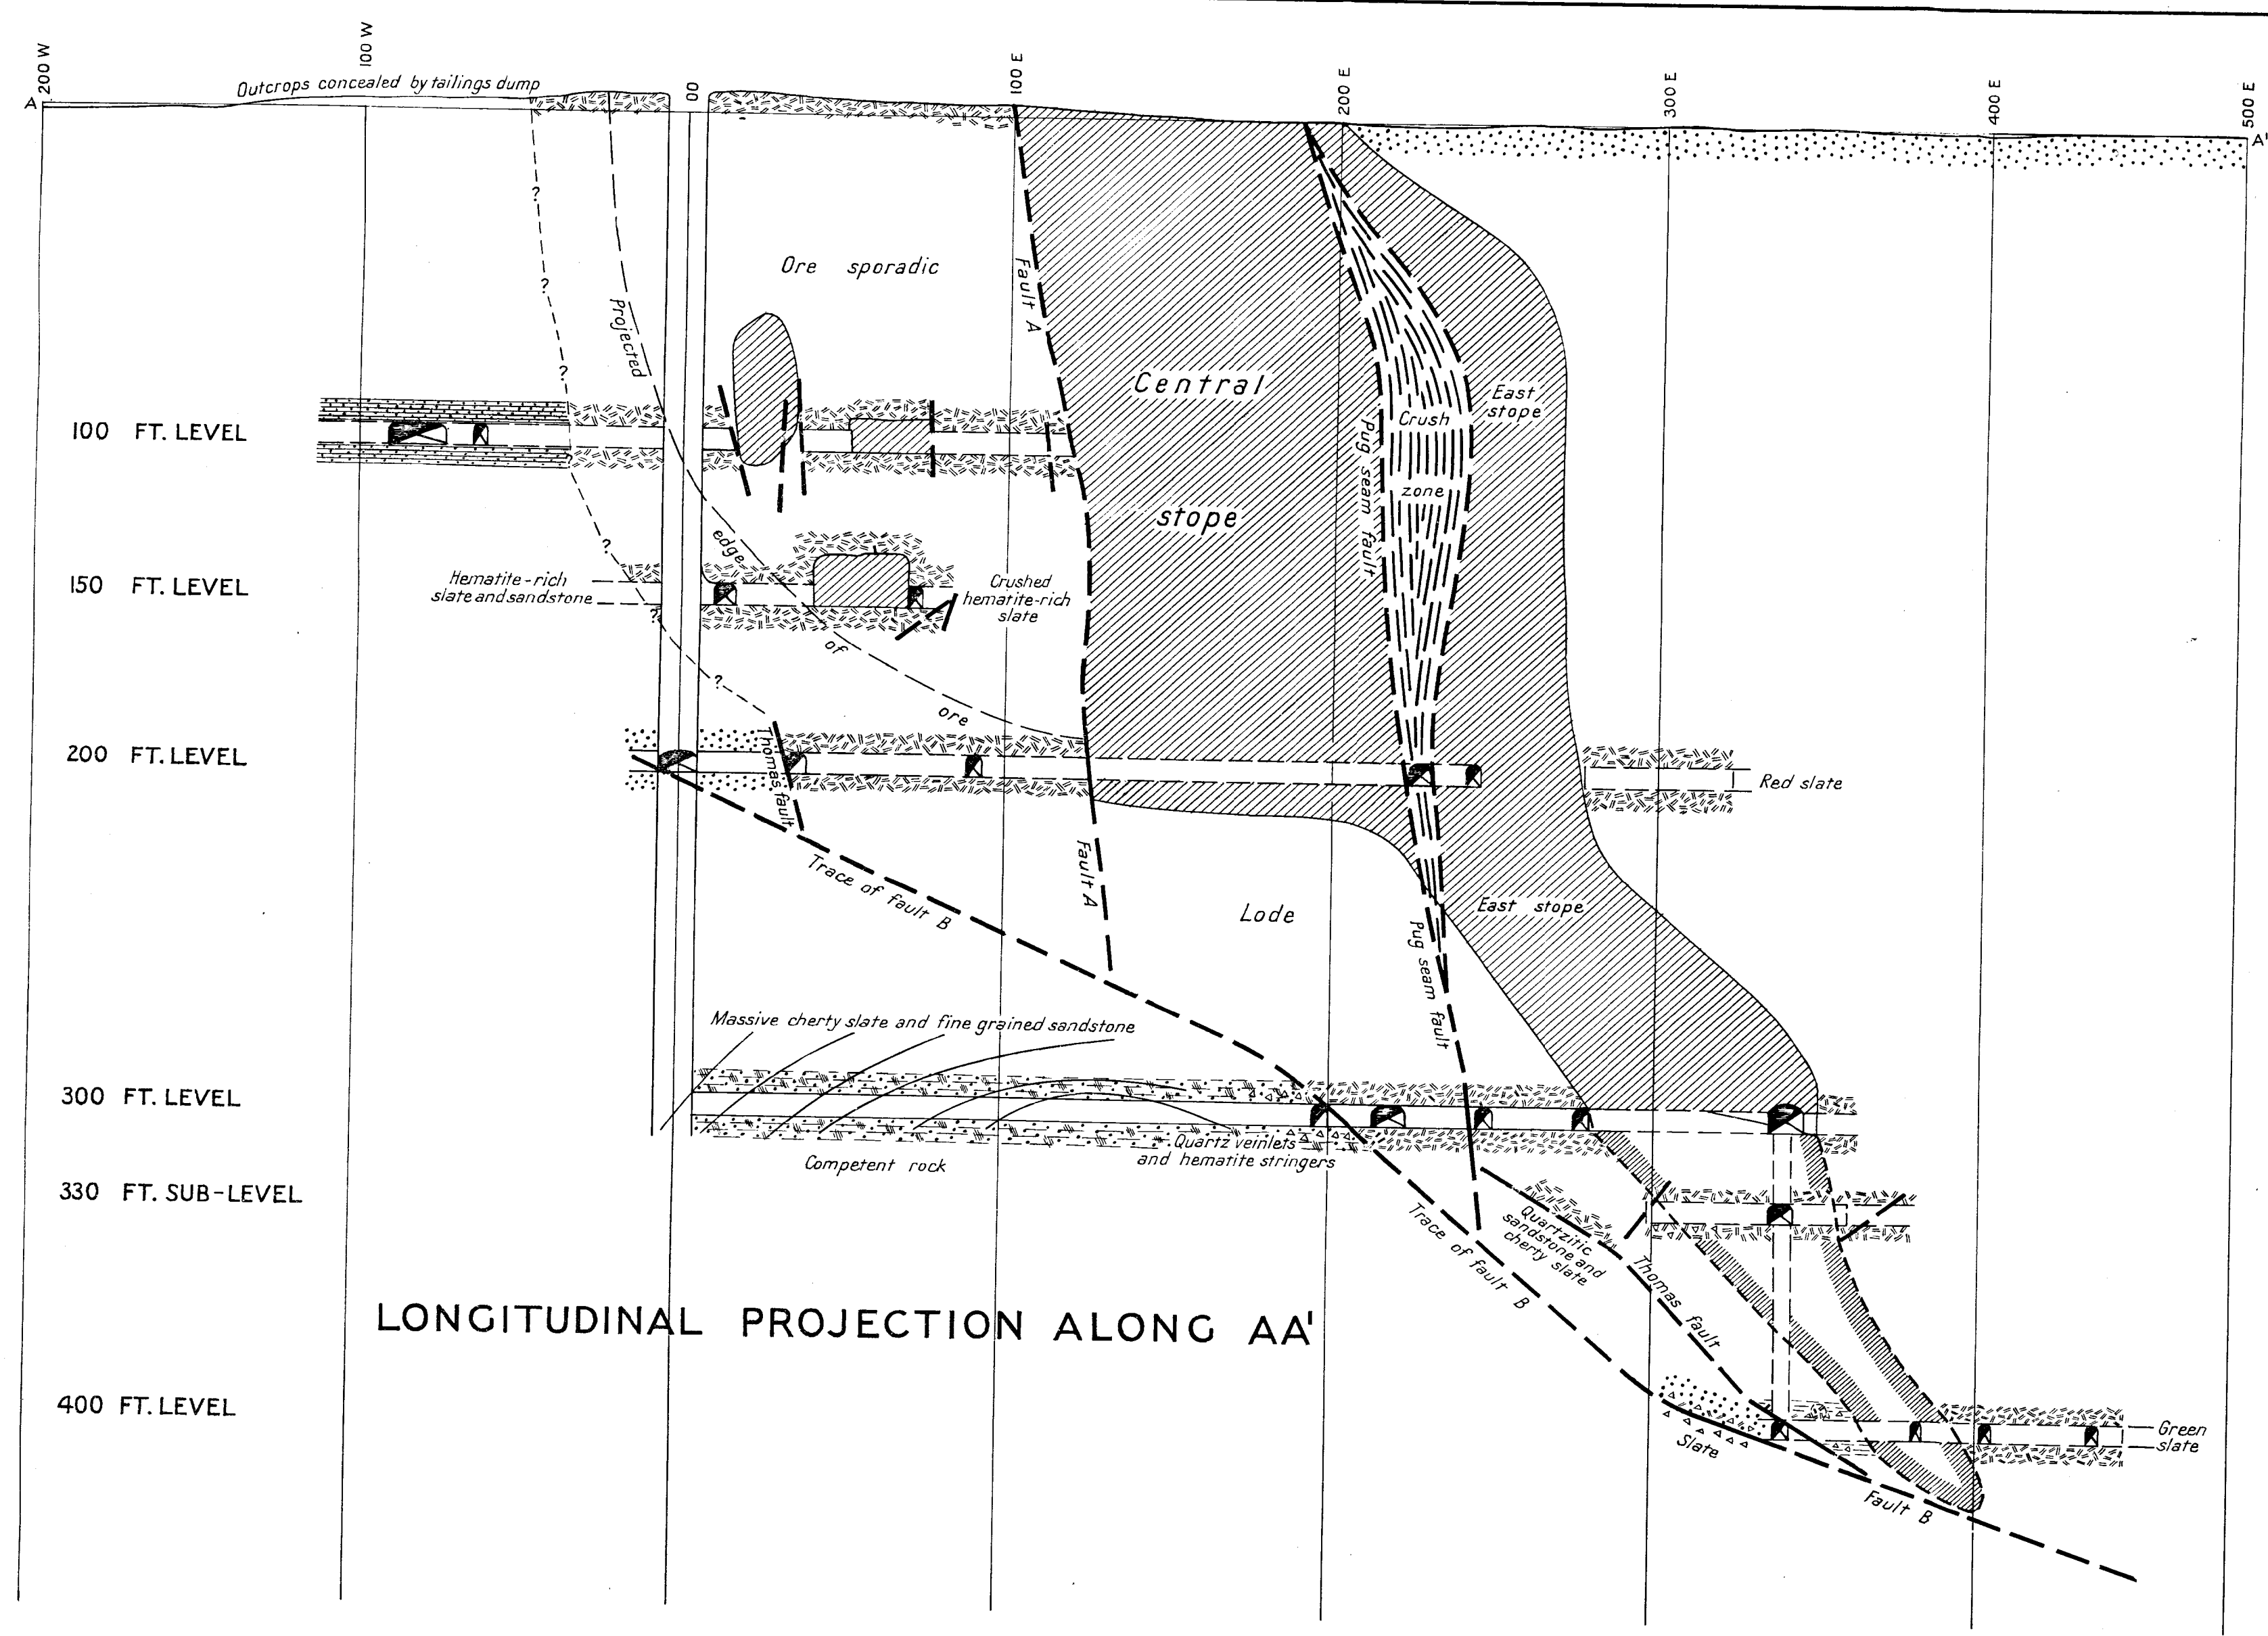 200 W
100 W
00
100 E
200 E
300 E
400 E
500 E
A
A'
Outcrops concealed by tailings dump
?
?
?
Projected
Ore sporadic
Fault A
Central
stope
Pug seam fault
Crush
zone
East
stope
100 FT. LEVEL
?
edge
150 FT. LEVEL
Hematite-rich
slate and sandstone
?
Crushed
hematite-rich
slate
of
?
ore
200 FT. LEVEL
Thomas fault
Red slate
Trace of fault B
Fault A
Lode
East stope
Pug seam fault
Massive cherty slate and fine grained sandstone
300 FT. LEVEL
Quartz veinlets
and hematite stringers
Competent rock
330 FT. SUB-LEVEL
Quartzitic
sandstone and
cherty slate
Trace of fault B
Thomas fault
LONGITUDINAL PROJECTION ALONG AA'
400 FT. LEVEL
Slate
Green
slate
Fault B